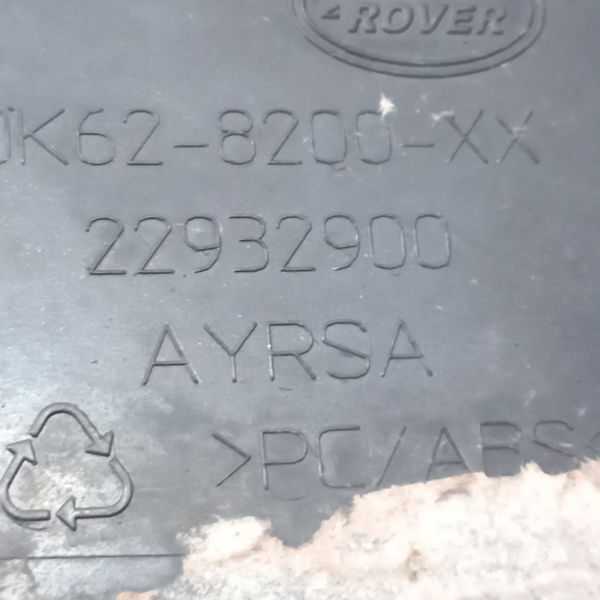 ROVER
K62-8200-XX
22932900
AYRSA
>PC/ABS<